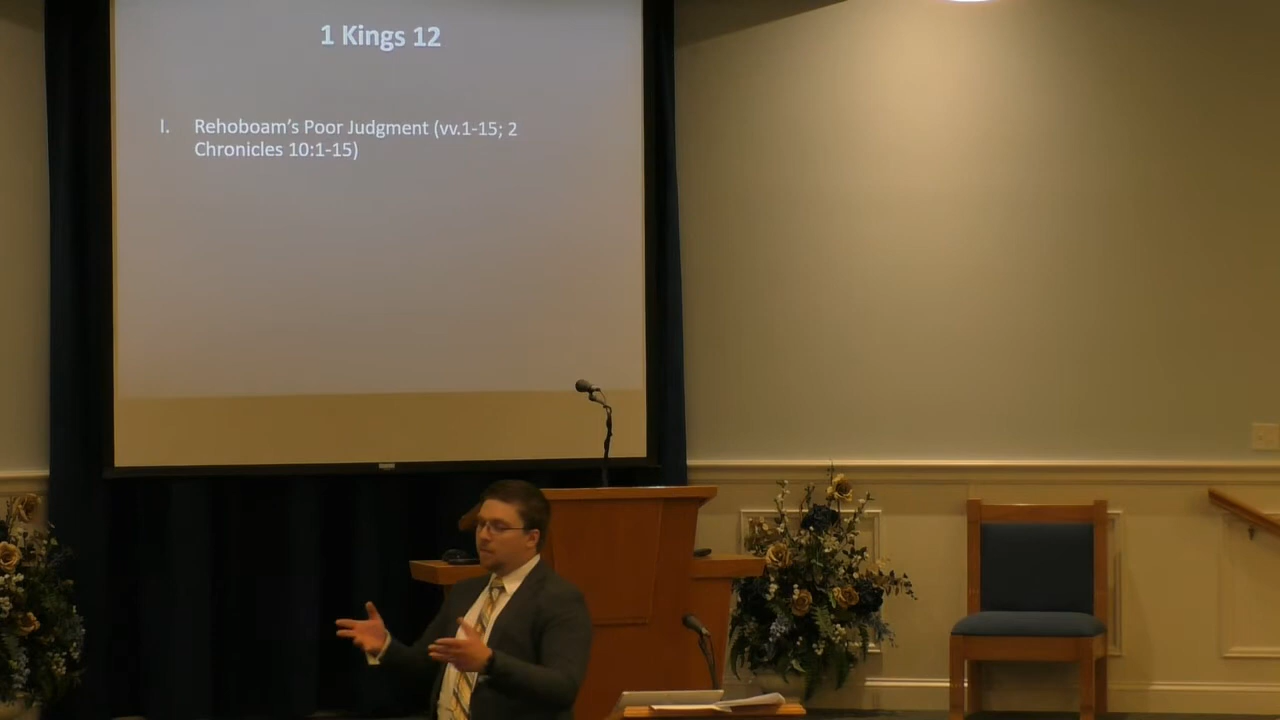 1 Kings 12
I. Rehoboam’s Poor Judgment (vv.1-15; 2
Chronicles 10:1-15)